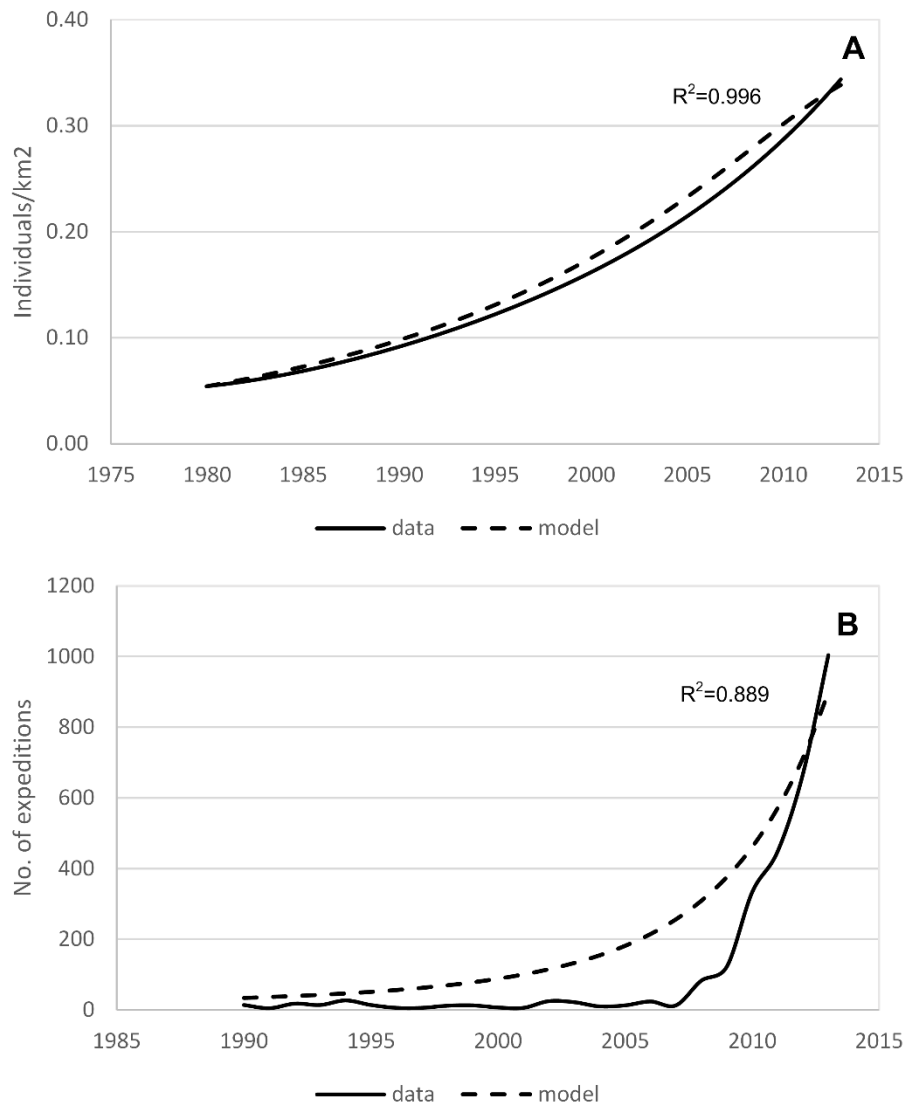 0.40
A
R²=0.996
0.30
Individuals/km2
0.20
0.10
0.00
1975 1980 1985 1990 1995 2000 2005 2010 2015
data model
1200
B
1000
R²=0.889
800
No. of expeditions
600
400
200
0
1985 1990 1995 2000 2005 2010 2015
data model